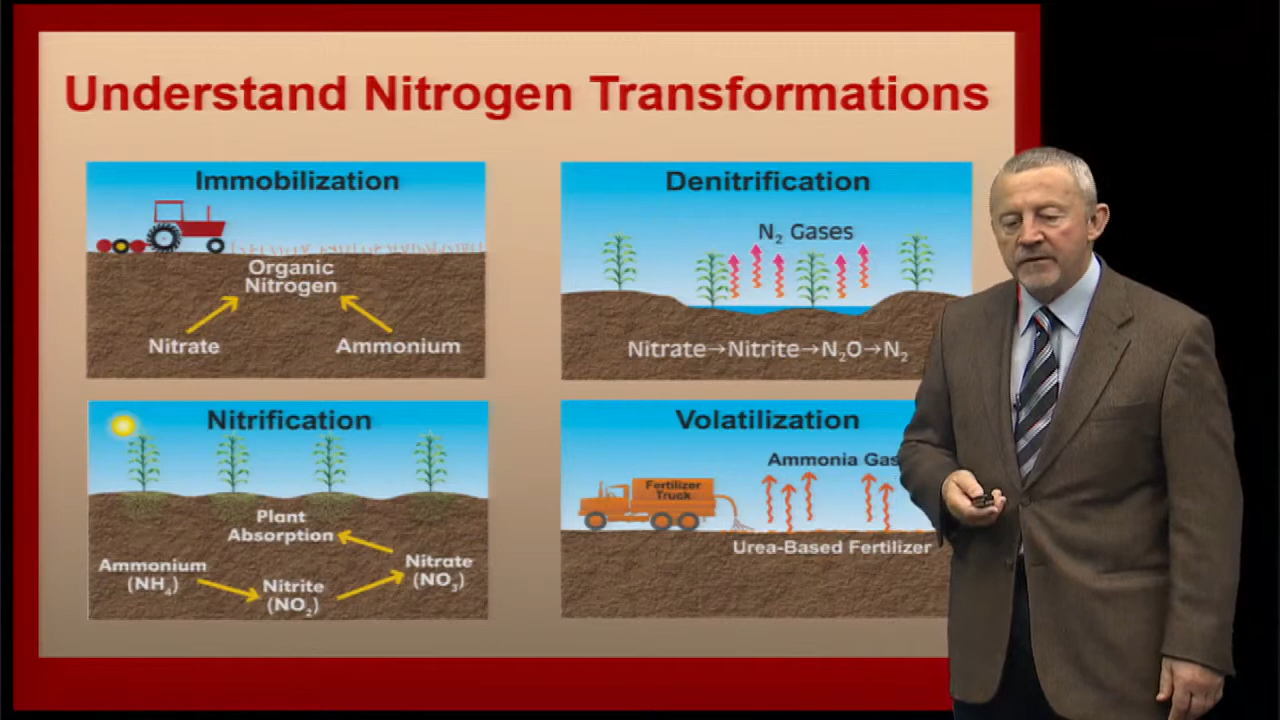 Understand Nitrogen Transformations
Immobilization
Organic
Nitrogen
Nitrate
Ammonium
Denitrification
N₂ Gases
Nitrate→Nitrite→N₂O→N₂
Nitrification
Plant
Absorption
Ammonium
(NH₄)
Nitrite
(NO₂)
Nitrate
(NO₃)
Volatilization
Ammonia Gas
Fertilizer
Truck
Urea-Based Fertilizer